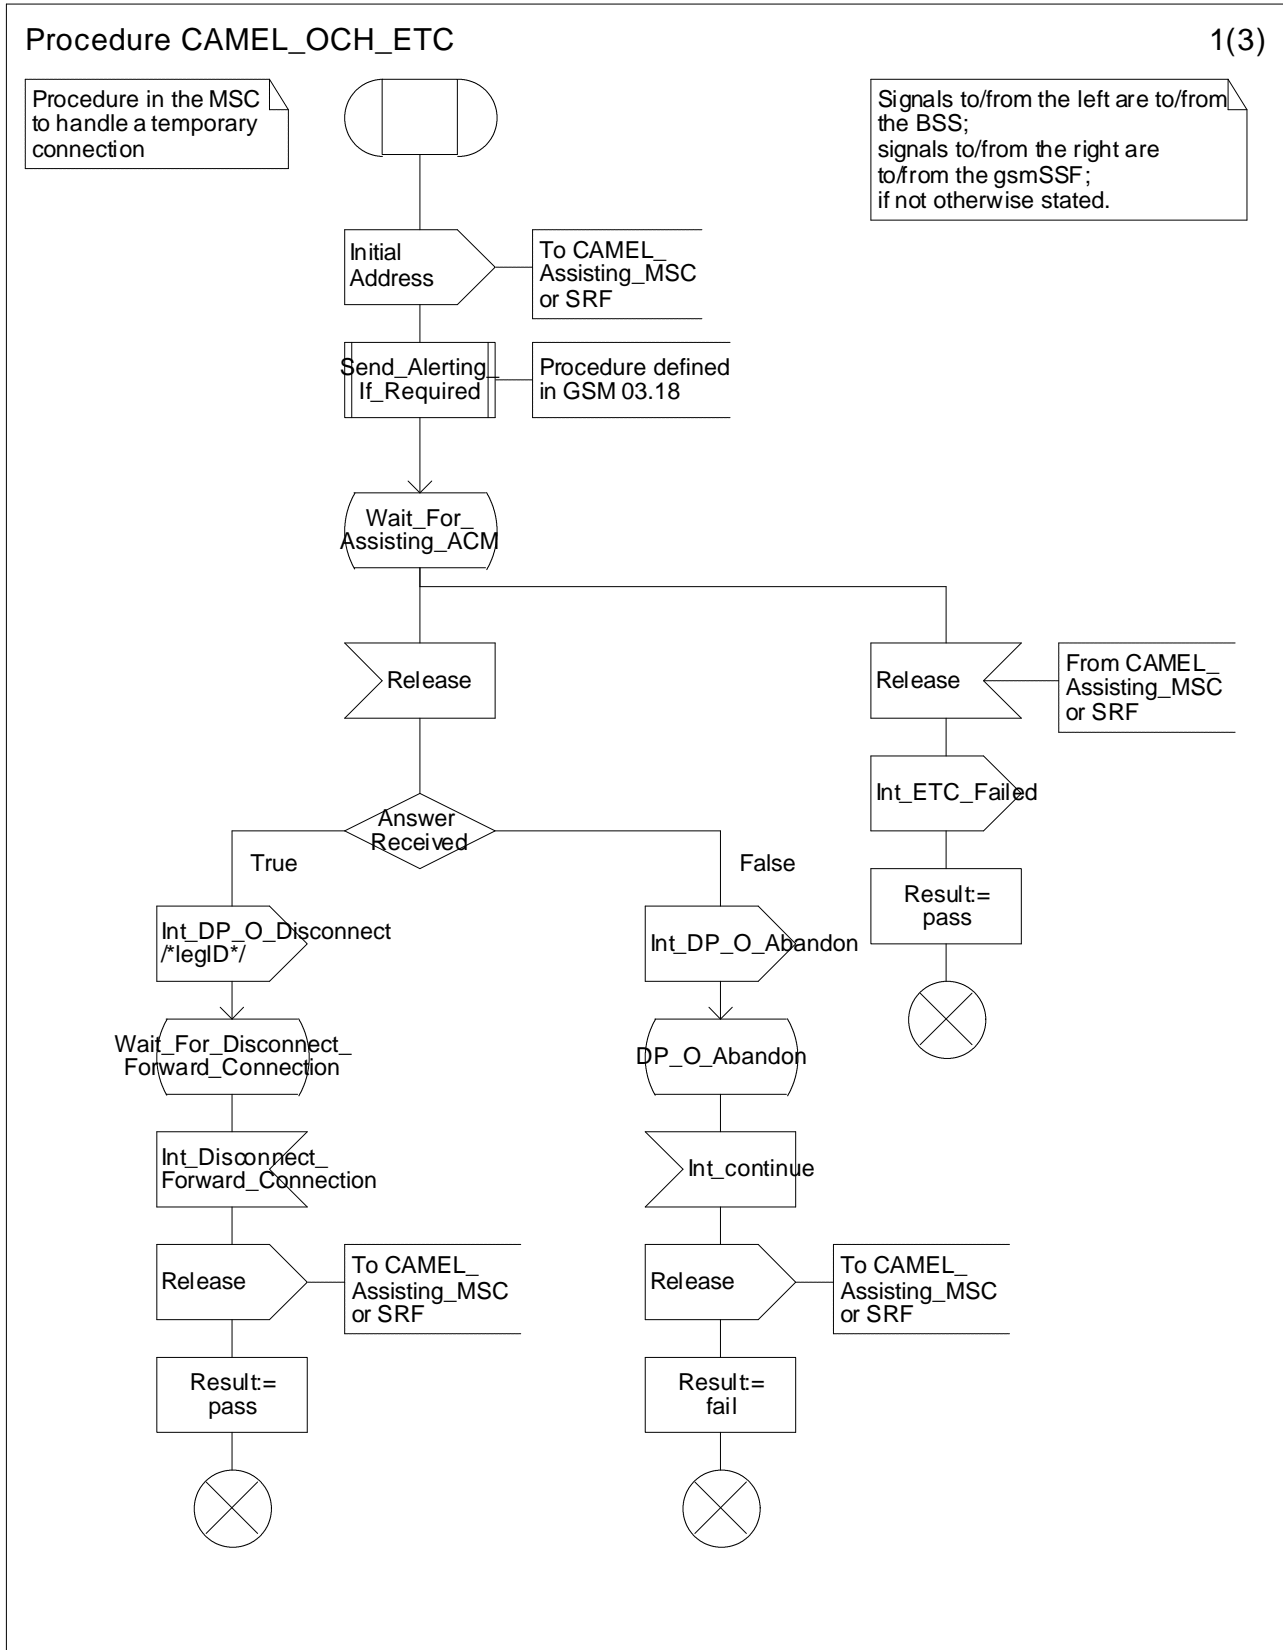 Procedure CAMEL_OCH_ETC
1(3)
Procedure in the MSC
to handle a temporary
connection
Signals to/from the left are to/from
the BSS;
signals to/from the right are
to/from the gsmSSF;
if not otherwise stated.
Initial
Address
To CAMEL_
Assisting_MSC
or SRF
Send_Alerting_
If_Required
Procedure defined
in GSM 03.18
Wait_For_
Assisting_ACM
Release
Release
From CAMEL_
Assisting_MSC
or SRF
Int_ETC_Failed
Answer
Received
True
False
Result:=
pass
Int_DP_O_Disconnect
/*legID*/
Int_DP_O_Abandon
Wait_For_Disconnect_
Forward_Connection
DP_O_Abandon
Int_Disconnect_
Forward_Connection
Int_continue
Release
To CAMEL_
Assisting_MSC
or SRF
Release
To CAMEL_
Assisting_MSC
or SRF
Result:=
pass
Result:=
fail